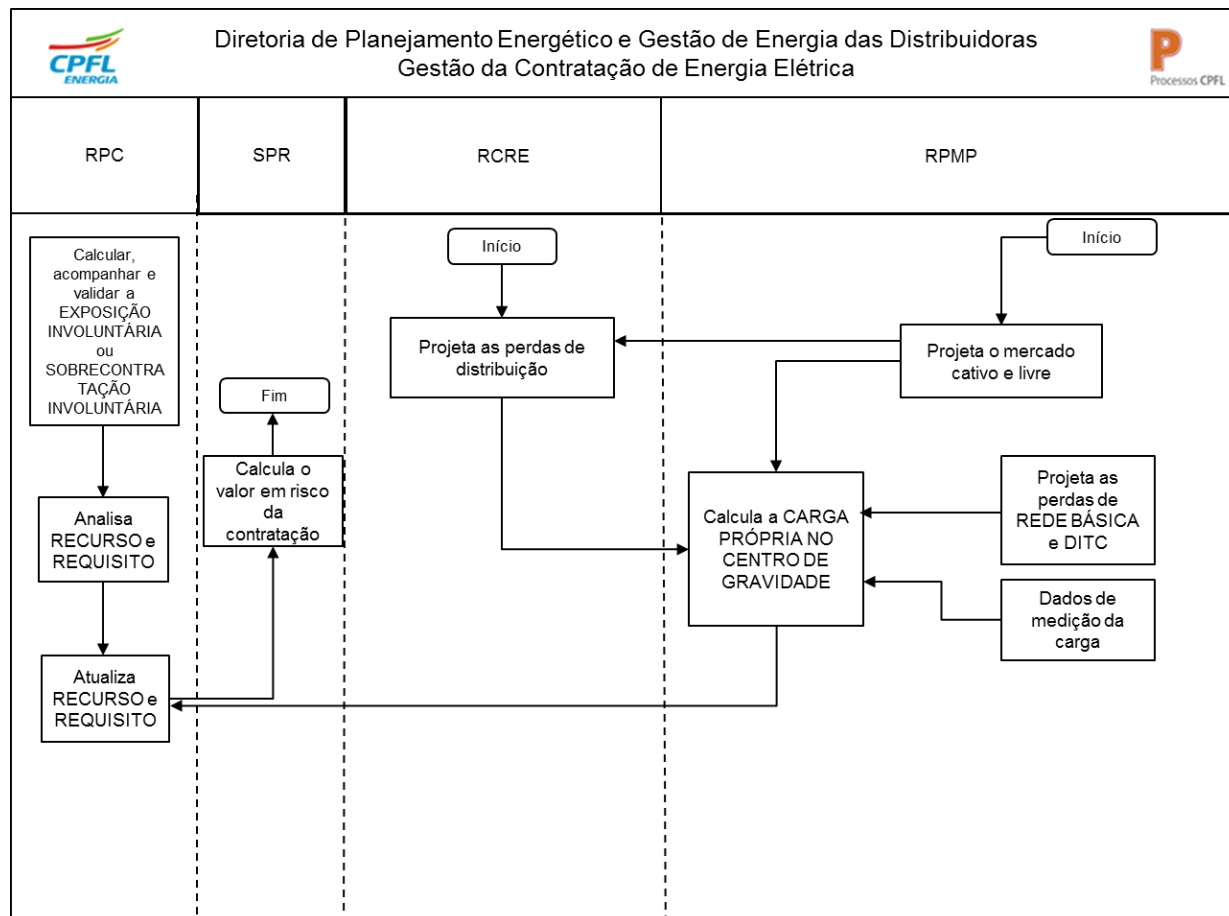 CPFL
ENERGIA
Diretoria de Planejamento Energético e Gestão de Energia das Distribuidoras
Gestão da Contratação de Energia Elétrica
P
Processos CPFL
RPC
SPR
RCRE
RPMP
Calcular,
acompanhar e
validar a
EXPOSIÇÃO
INVOLUNTÁRIA
ou
SOBRECONTRA
TAÇÃO
INVOLUNTÁRIA
Analisa
RECURSO e
REQUISITO
Atualiza
RECURSO e
REQUISITO
Fim
Calcula o
valor em risco
da
contratação
Início
Projeta as perdas de
distribuição
Início
Projeta o mercado
cativo e livre
Calcula a CARGA
PRÓPRIA NO
CENTRO DE
GRAVIDADE
Projeta as
perdas de
REDE BÁSICA
e DITC
Dados de
medição da
carga